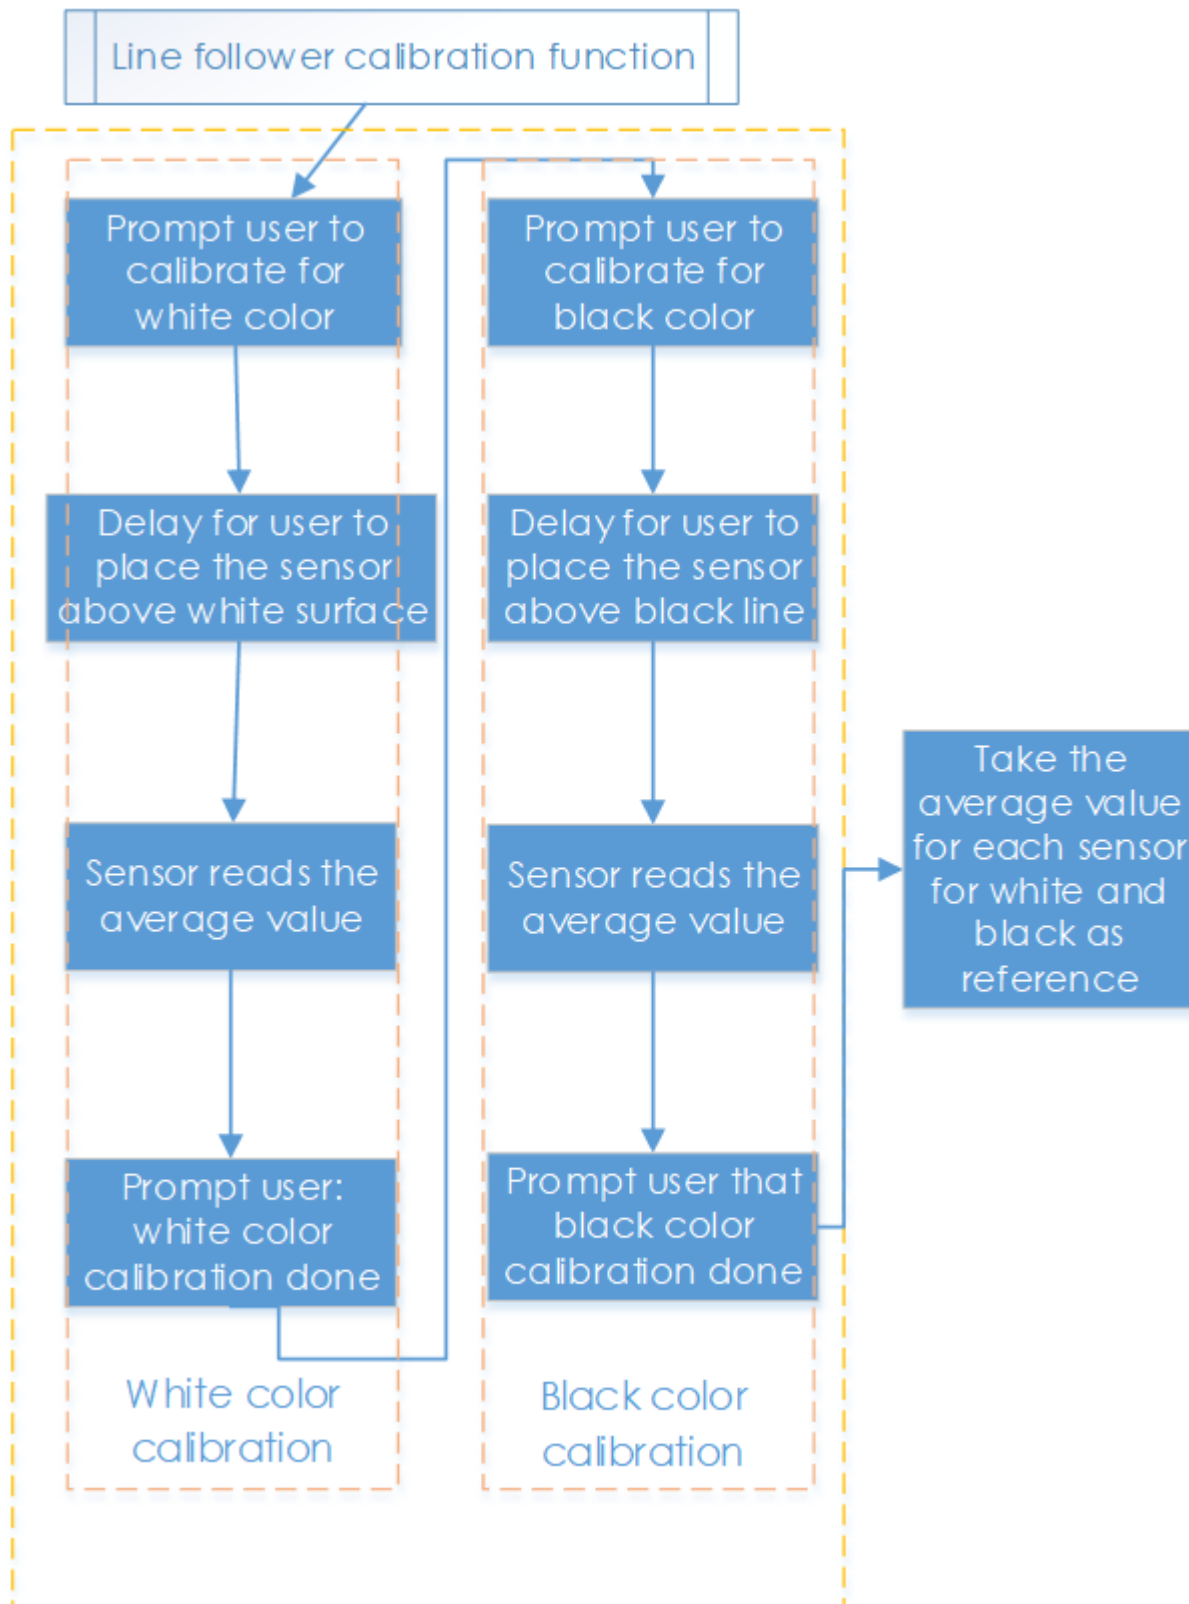 Line follower calibration function
Prompt user to
calibrate for
white color
Delay for user to
place the sensor
above white surface
Sensor reads the
average value
Prompt user:
white color
calibration done
White color
calibration
Prompt user to
calibrate for
black color
Delay for user to
place the sensor
above black line
Sensor reads the
average value
Prompt user that
black color
calibration done
Black color
calibration
Take the
average value
for each sensor
for white and
black as
reference